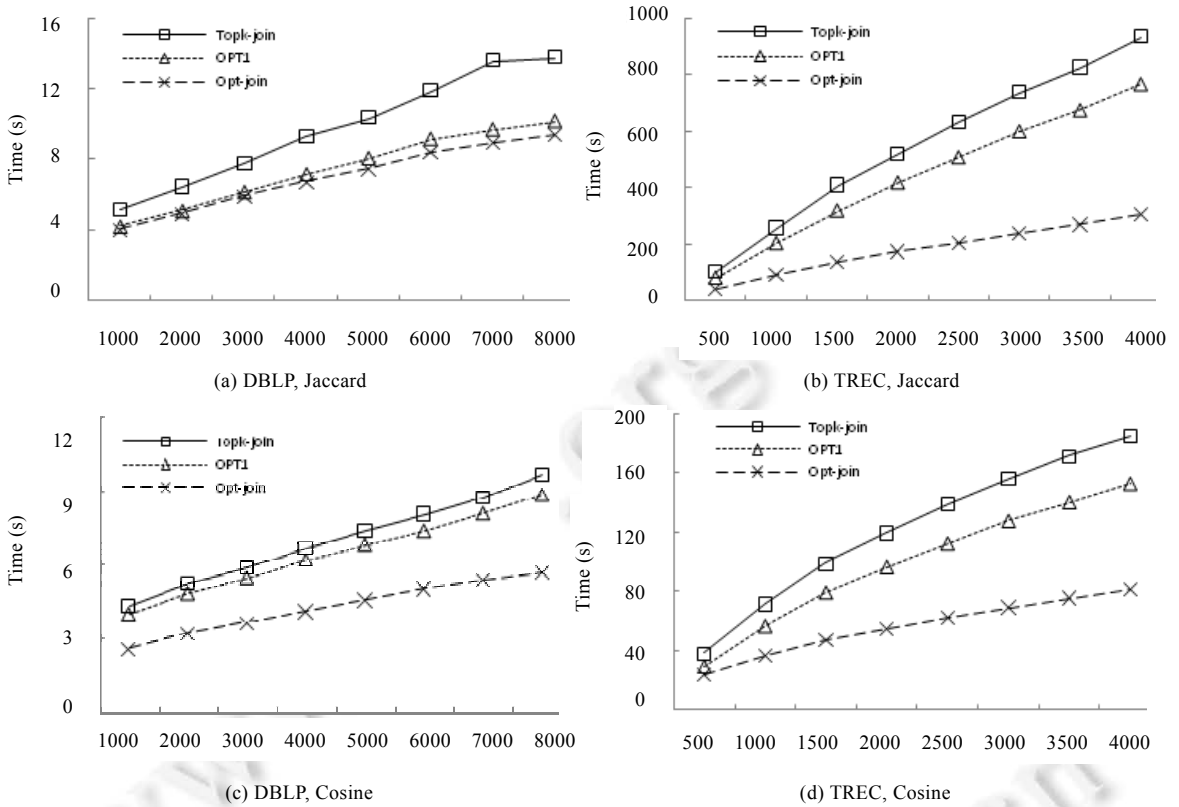 16
12
8
4
0
Time (s)
Topk-join
OPT1
Opt-join
1000 2000 3000 4000 5000 6000 7000 8000
(a) DBLP, Jaccard
1000
800
600
400
200
0
Time (s)
Topk-join
OPT1
Opt-join
500 1000 1500 2000 2500 3000 3500 4000
(b) TREC, Jaccard
12
9
6
3
0
Time (s)
Topk-join
OPT1
Opt-join
1000 2000 3000 4000 5000 6000 7000 8000
(c) DBLP, Cosine
200
160
120
80
40
0
Time (s)
Topk-join
OPT1
Opt-join
500 1000 1500 2000 2500 3000 3500 4000
(d) TREC, Cosine